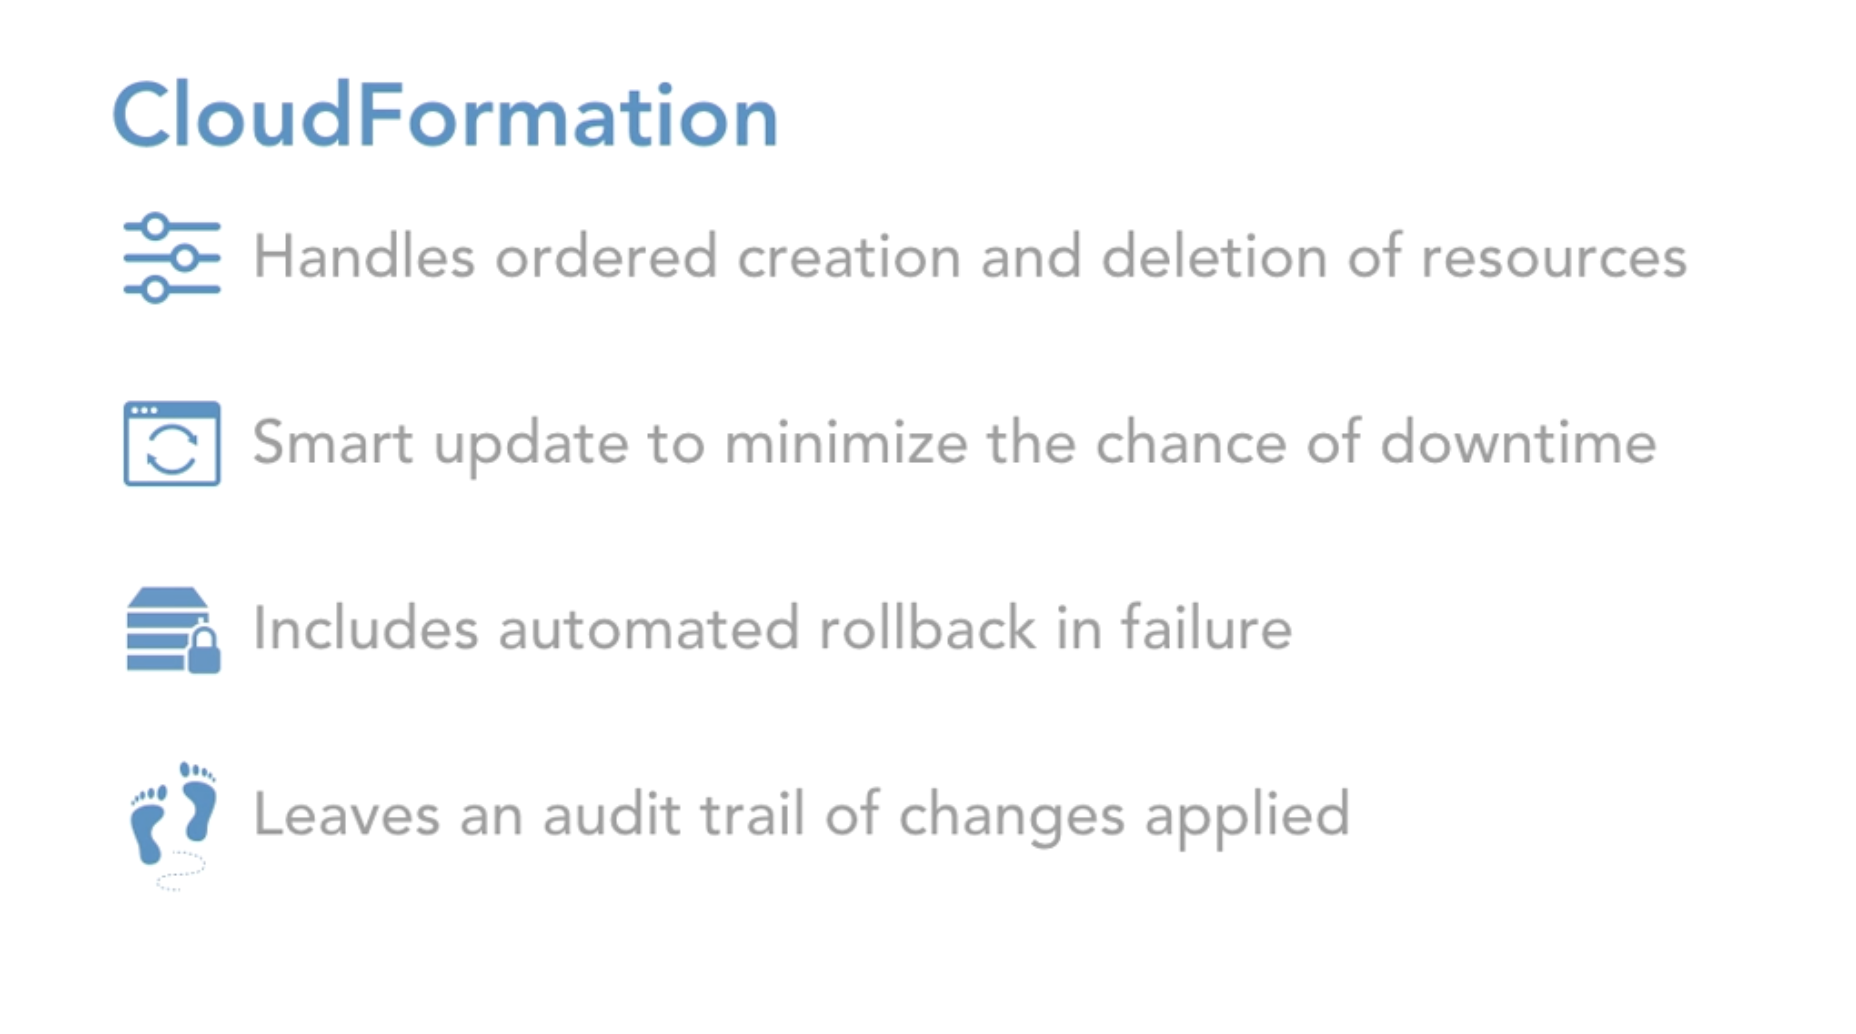 CloudFormation
Handles ordered creation and deletion of resources
Smart update to minimize the chance of downtime
Includes automated rollback in failure
Leaves an audit trail of changes applied